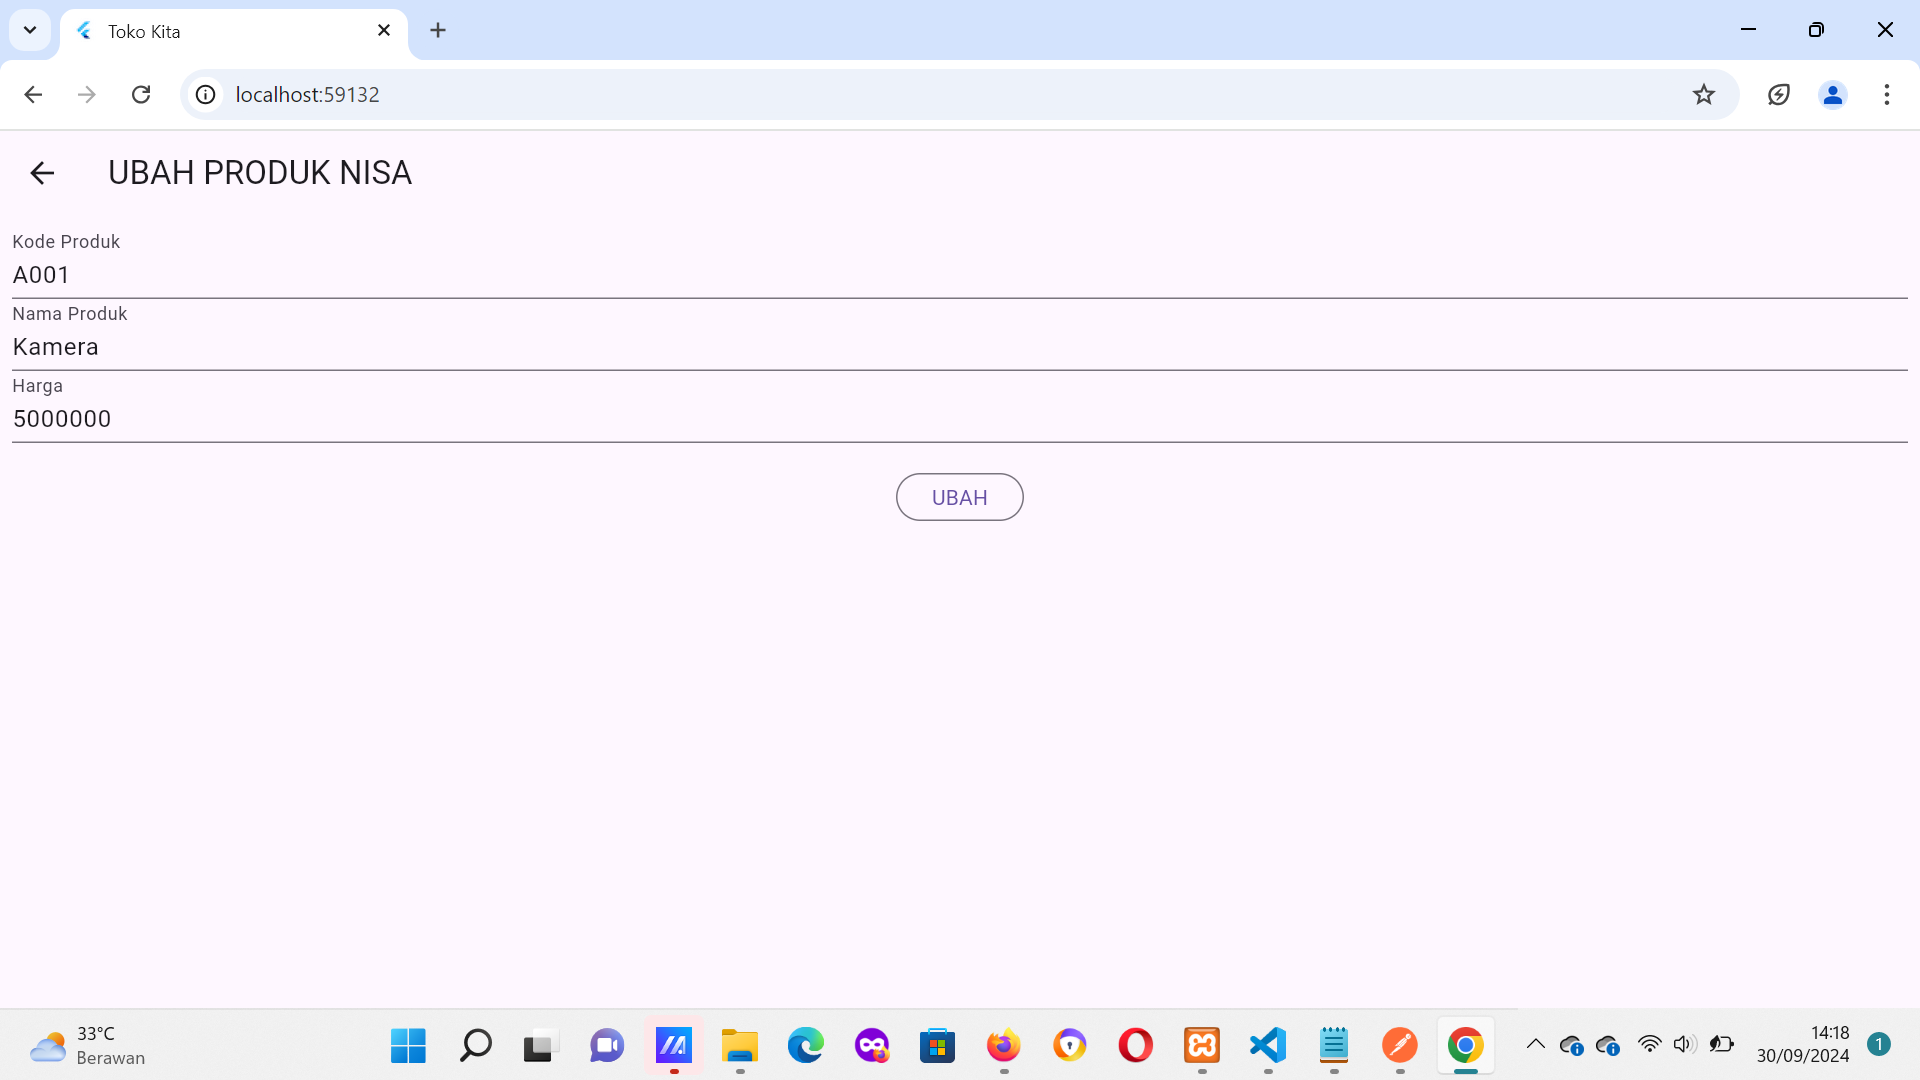 Toko Kita
localhost:59132
UBAH PRODUK NISA
Kode Produk
A001
Nama Produk
Kamera
Harga
5000000
UBAH
33°C
Berawan
14:18
30/09/2024
1